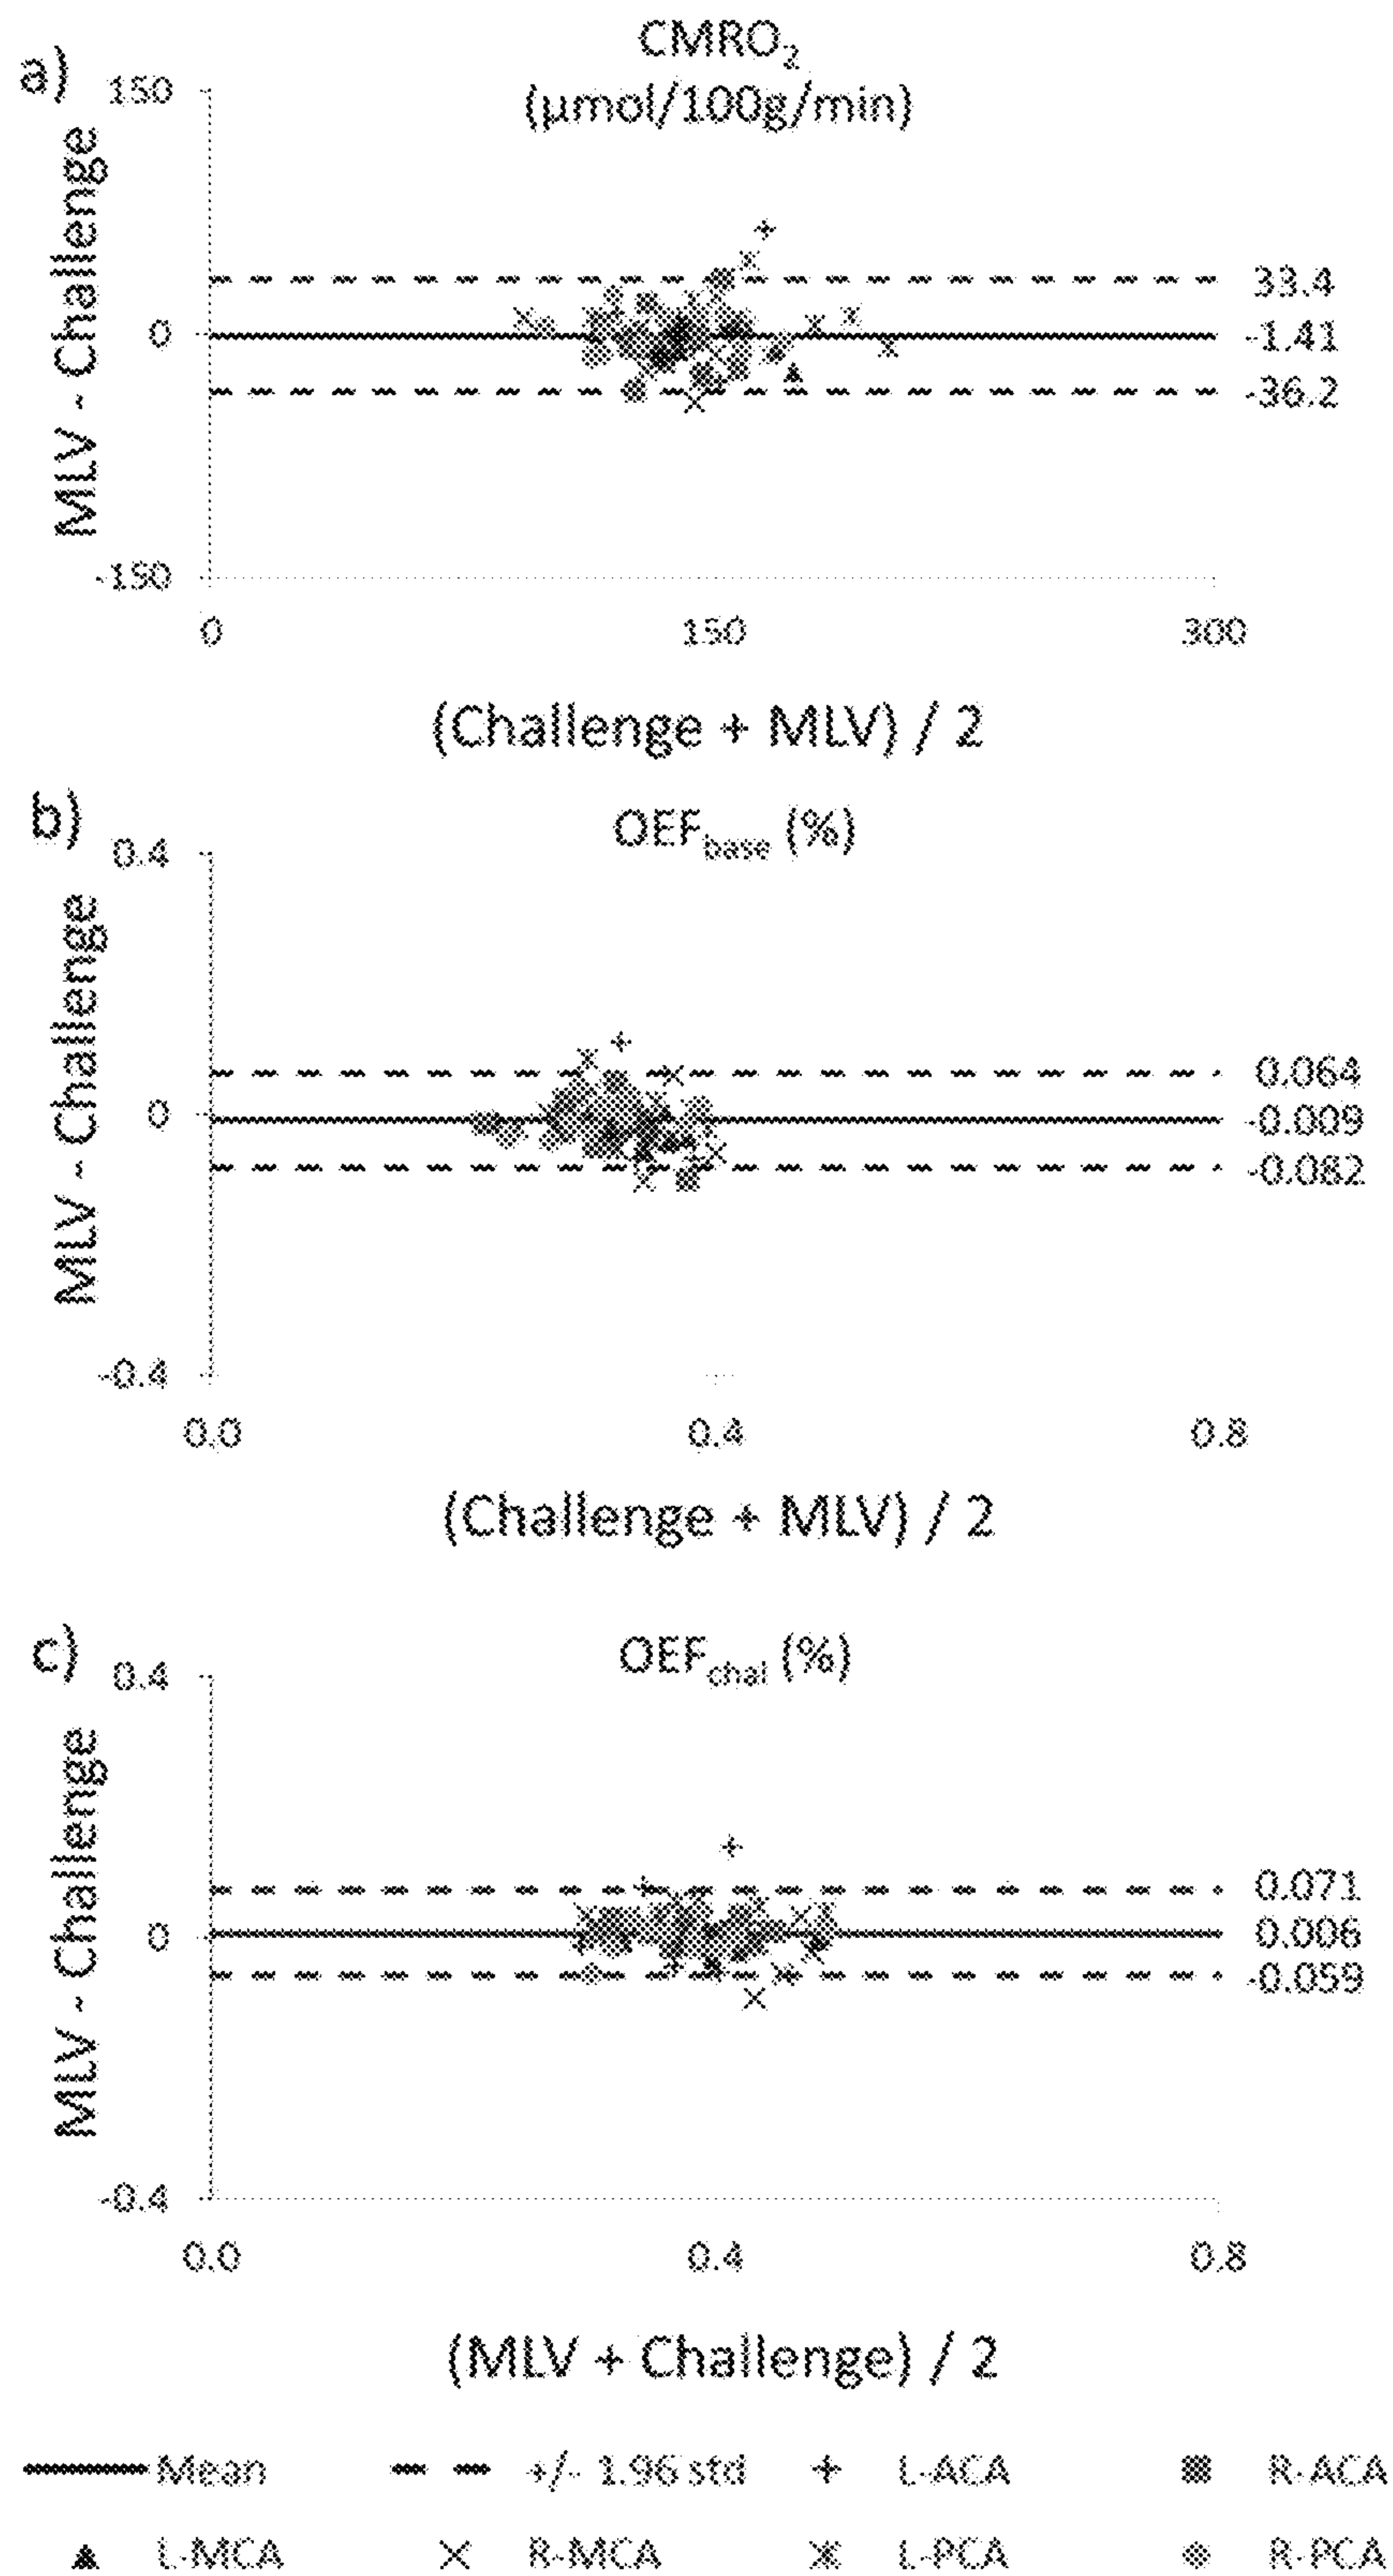 a)
CMRO2
(μmol/100g/min)
150
0
-150
MLV - Challenge
33.4
-1.41
-36.2
0 150 300
(Challenge + MLV) / 2
b)
OEFbase (%)
0.4
0
-0.4
MLV - Challenge
0.064
-0.009
-0.082
0.0 0.4 0.8
(Challenge + MLV) / 2
c)
OEFchal (%)
0.4
0
-0.4
MLV - Challenge
0.071
0.006
-0.059
0.0 0.4 0.8
(MLV + Challenge) / 2
Mean +/- 1.96 std L-ACA R-ACA
L-MCA R-MCA L-PCA R-PCA